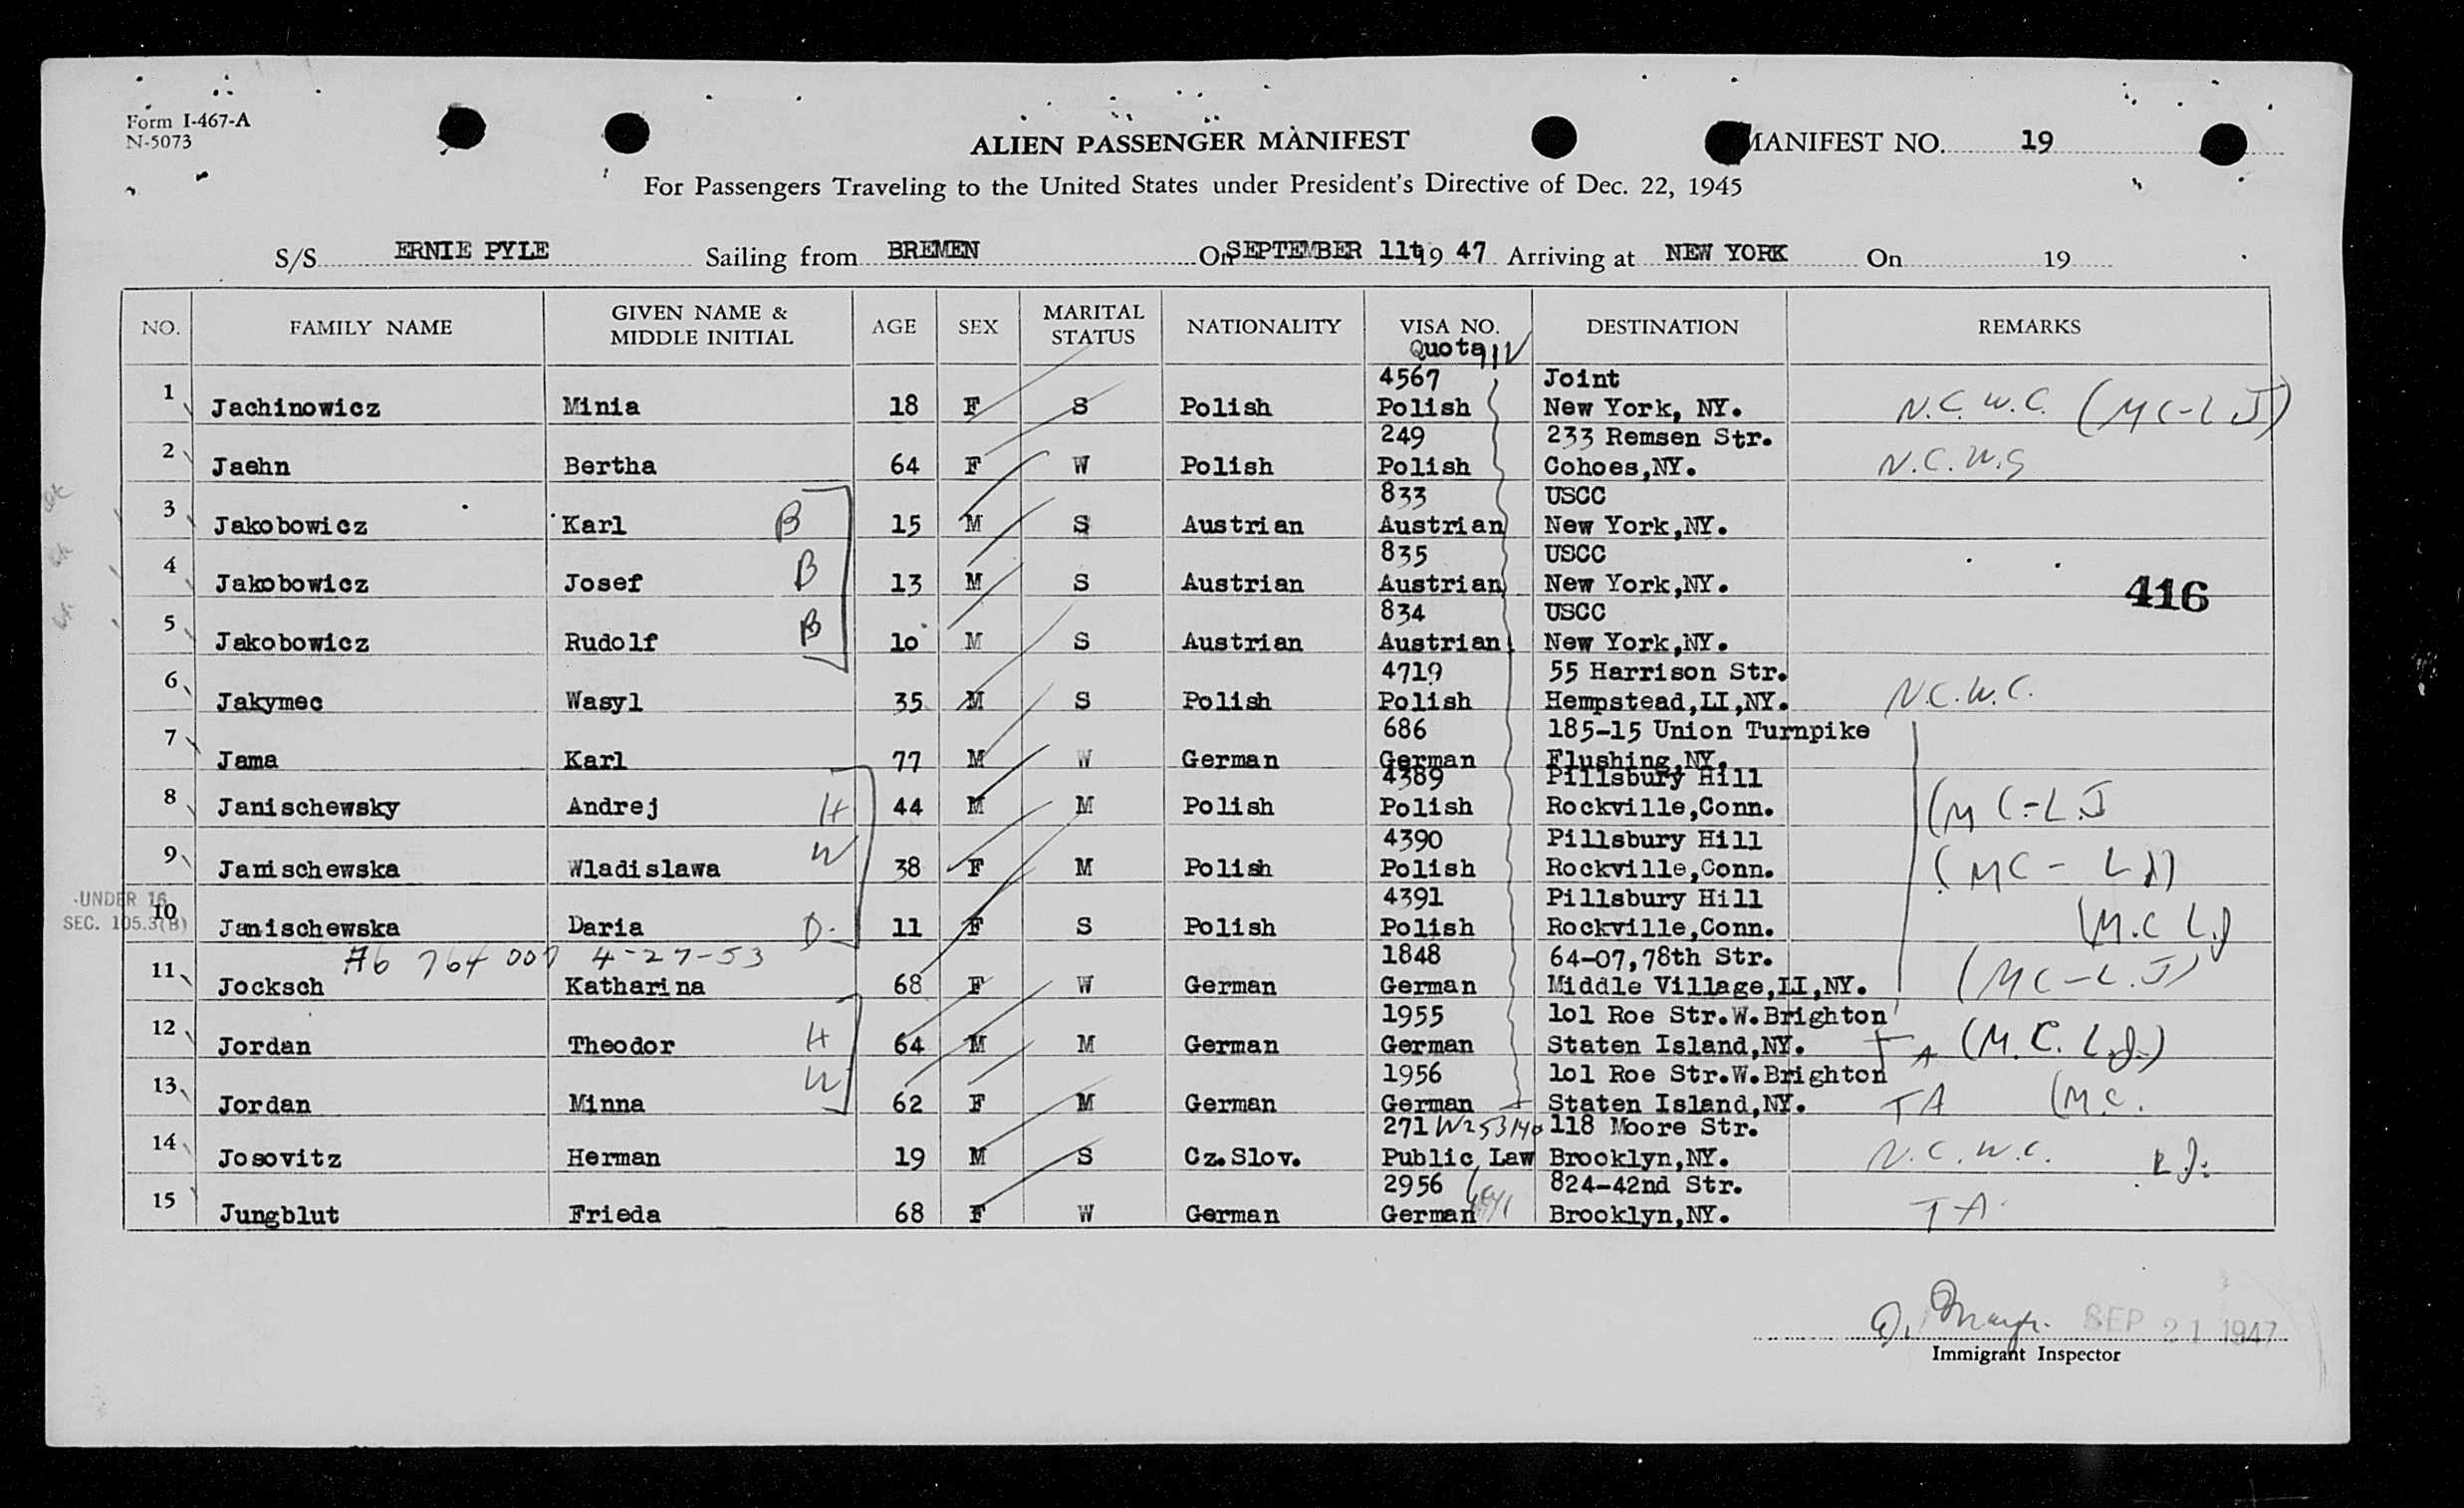 Form I-467-A
N-5073
ALIEN PASSENGER MANIFEST
MANIFEST NO. 19
For Passengers Traveling to the United States under President's Directive of Dec. 22, 1945
S/S ERNIE PYLE Sailing from BREMEN On SEPTEMBER 11th 19 47 Arriving at NEW YORK On 19
NO. FAMILY NAME GIVEN NAME & MIDDLE INITIAL AGE SEX MARITAL STATUS NATIONALITY VISA NO. Quota DESTINATION REMARKS
4567 Joint
1 Jachinowicz Minia 18 F S Polish Polish New York, NY. N.C.W.C. (MC-LJ)
249 233 Remsen Str.
2 Jaehn Bertha 64 F W Polish Polish Cohoes,NY. N.C.W.C
833 USCC
3 Jakobowicz Karl B 15 M S Austrian Austrian New York,NY.
835 USCC
4 Jakobowicz Josef B 13 M S Austrian Austrian New York,NY. 416
834 USCC
5 Jakobowicz Rudolf B 10 M S Austrian Austrian New York,NY.
4719 55 Harrison Str.
6 Jakymec Wasyl 35 M S Polish Polish Hempstead,LI,NY. N.C.W.C.
686 185-15 Union Turnpike
7 Jama Karl 77 M W German German Flushing,NY.
4389 Pillsbury Hill
8 Janischewsky Andrej H 44 M M Polish Polish Rockville,Conn. (MC-LJ
4390 Pillsbury Hill
9 Janischewska Wladislawa W 38 F M Polish Polish Rockville,Conn. (MC-LJ)
UNDER 16 4391 Pillsbury Hill
SEC. 105.3(B) 10 Janischewska Daria D. 11 F S Polish Polish Rockville,Conn. (M.C L.J
A6 764 007 4-27-53 1848 64-07,78th Str.
11 Jocksch Katharina 68 F W German German Middle Village,LI,NY. (MC-L.J)
1955 101 Roe Str.W.Brighton
12 Jordan Theodor H 64 M M German German Staten Island,NY. TA (M.C.L.J.)
1956 101 Roe Str.W.Brighton
13 Jordan Minna W 62 F M German German Staten Island,NY. TA (M.C.
271 W253140 118 Moore Str.
14 Josovitz Herman 19 M S Cz.Slov. Public Law Brooklyn,NY. N.C.W.C. L.J.
2956 824-42nd Str.
15 Jungblut Frieda 68 F W German German Brooklyn,NY. TA
SEP 21 1947
Immigrant Inspector